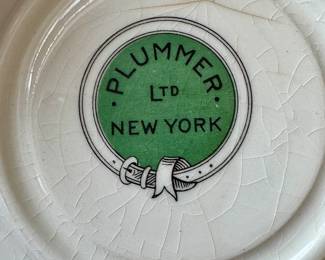 · PLUMMER ·
LTD
NEW YORK